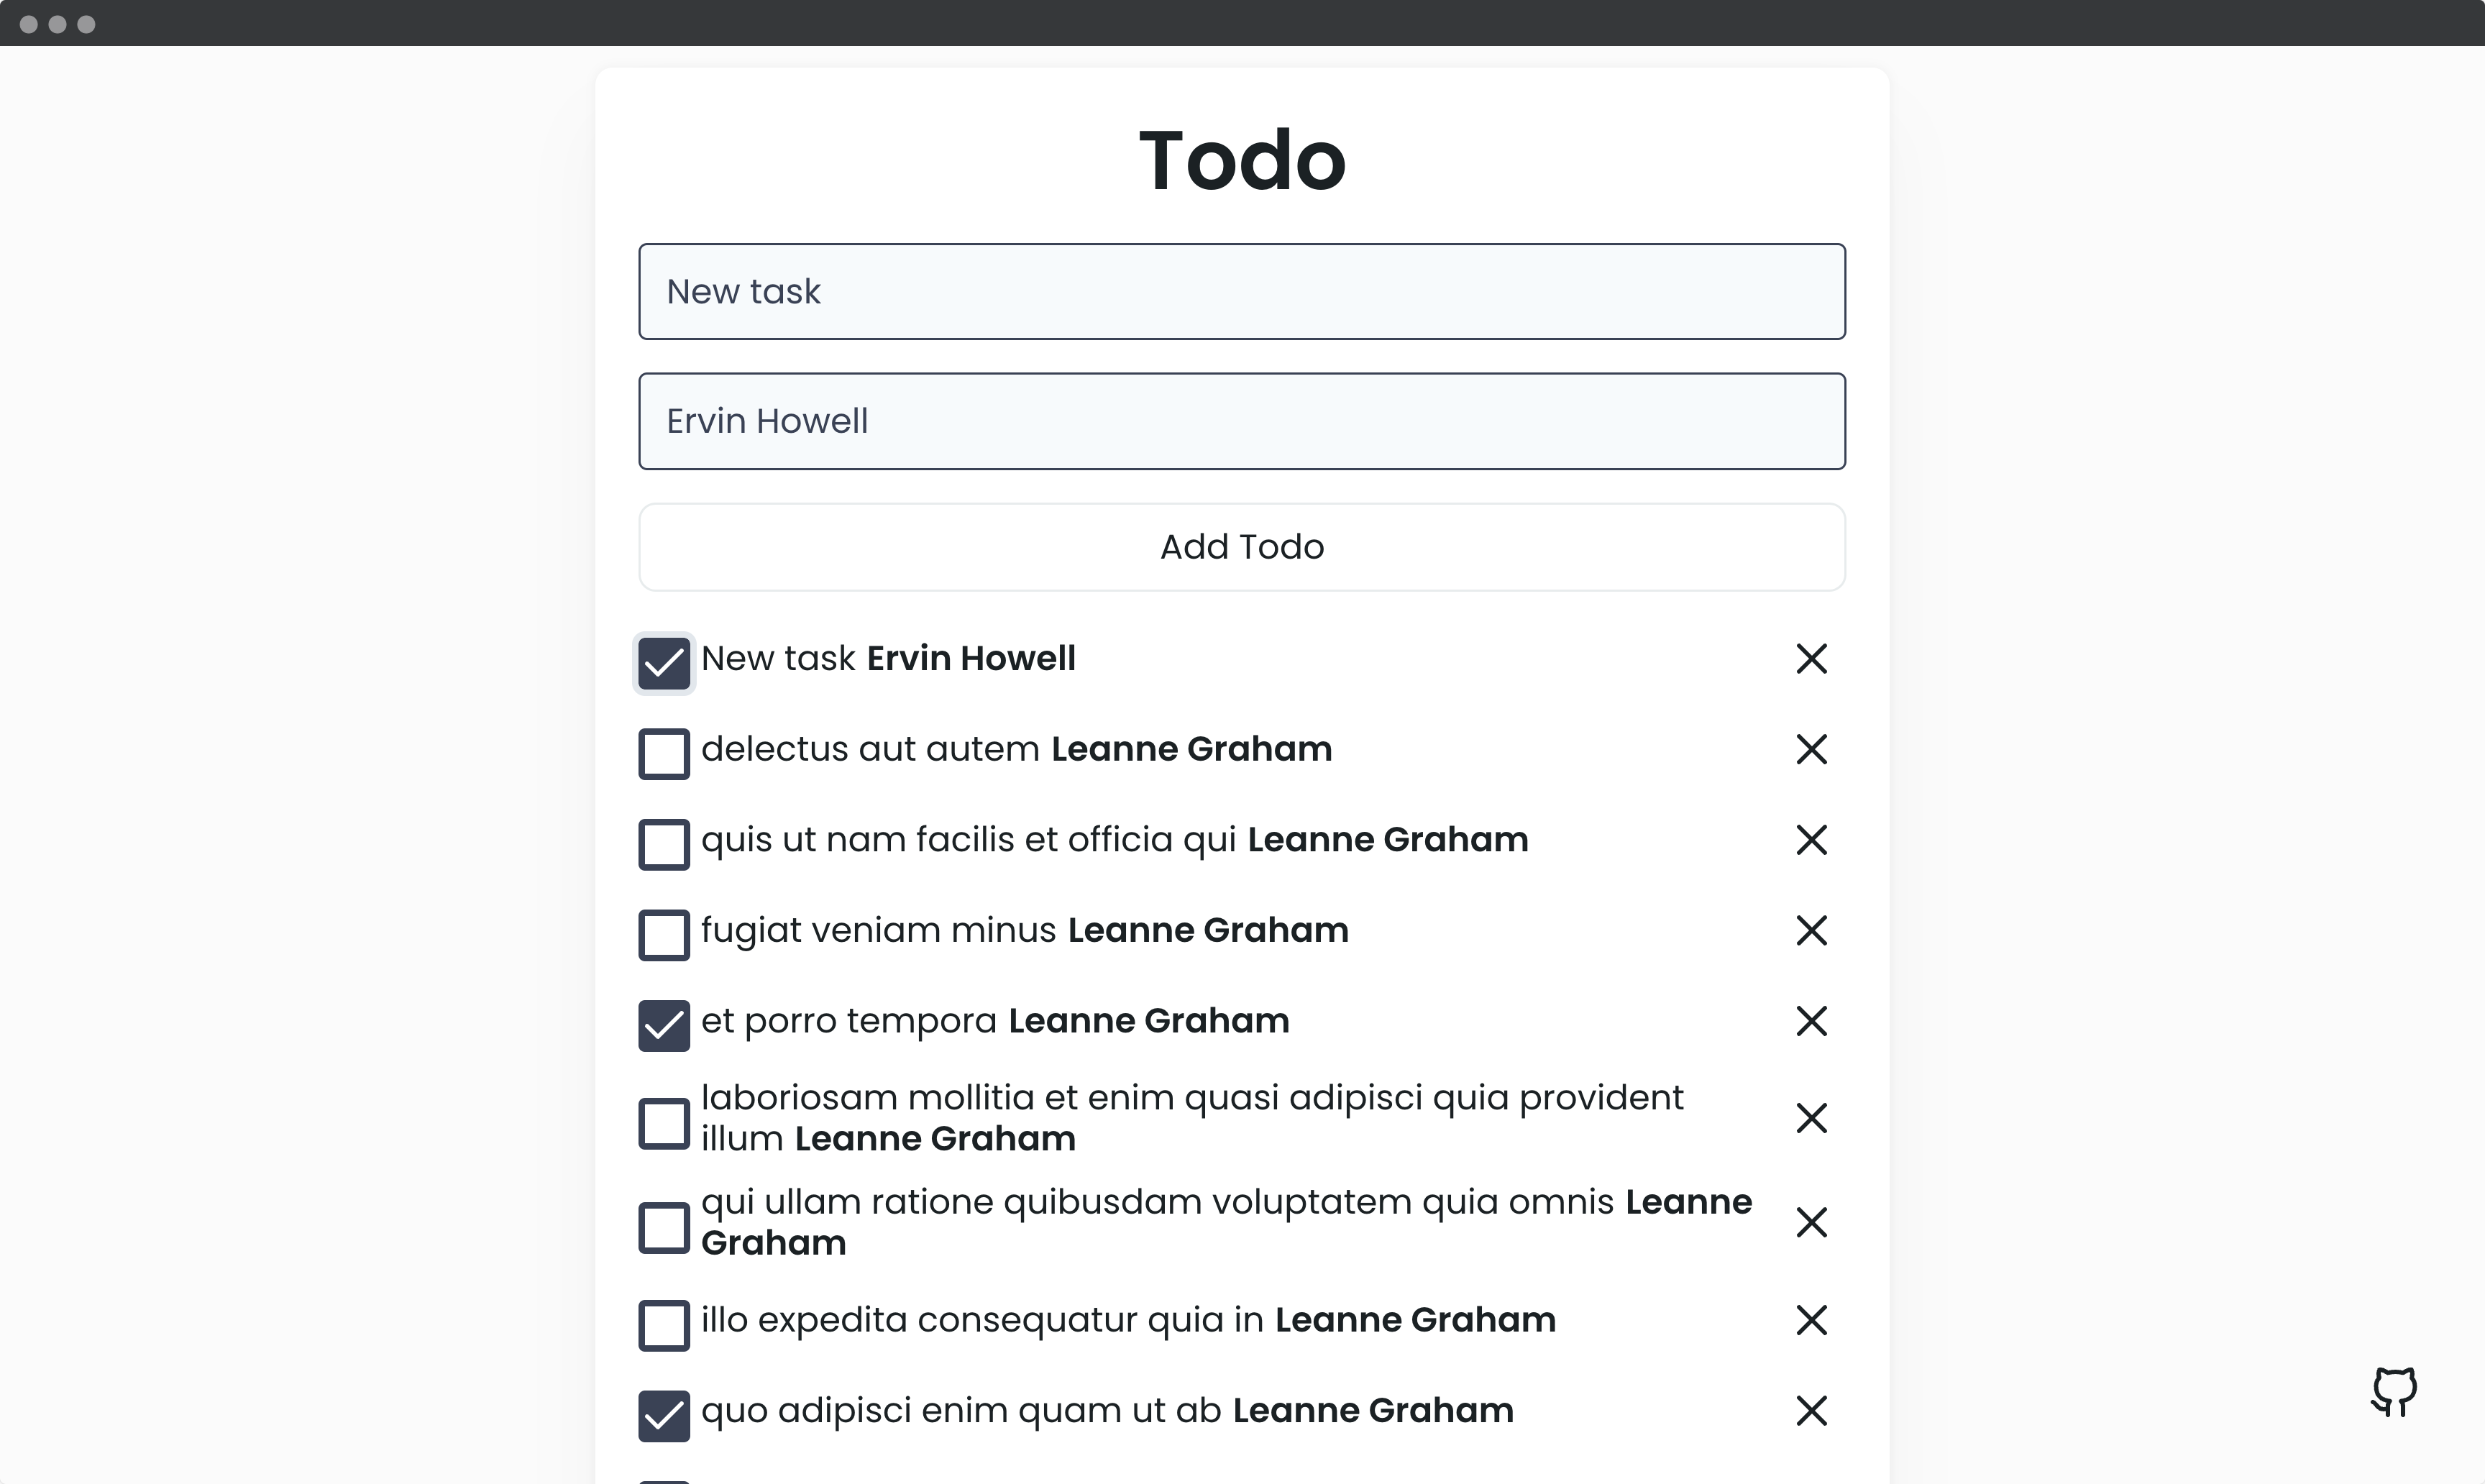 Todo
New task
Ervin Howell
Add Todo
New task Ervin Howell
delectus aut autem Leanne Graham
quis ut nam facilis et officia qui Leanne Graham
fugiat veniam minus Leanne Graham
et porro tempora Leanne Graham
laboriosam mollitia et enim quasi adipisci quia provident
illum Leanne Graham
qui ullam ratione quibusdam voluptatem quia omnis Leanne
Graham
illo expedita consequatur quia in Leanne Graham
quo adipisci enim quam ut ab Leanne Graham